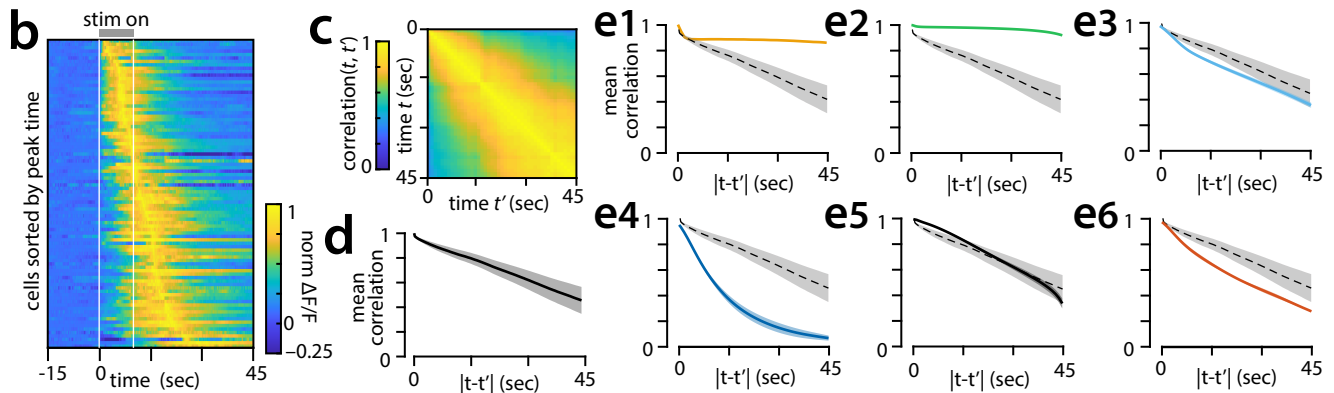 b
stim on
cells sorted by peak time
-15
0
45
time (sec)
1
0
−0.25
norm ΔF/F
c
1
0
correlation(t, t′)
0
45
time t (sec)
0
45
time t′ (sec)
d
1
0
mean
correlation
0
45
|t-t′| (sec)
e1
1
0
mean
correlation
0
45
|t-t′| (sec)
e2
1
0
0
45
|t-t′| (sec)
e3
1
0
0
45
|t-t′| (sec)
e4
1
0
0
45
|t-t′| (sec)
e5
1
0
0
45
|t-t′| (sec)
e6
1
0
0
45
|t-t′| (sec)